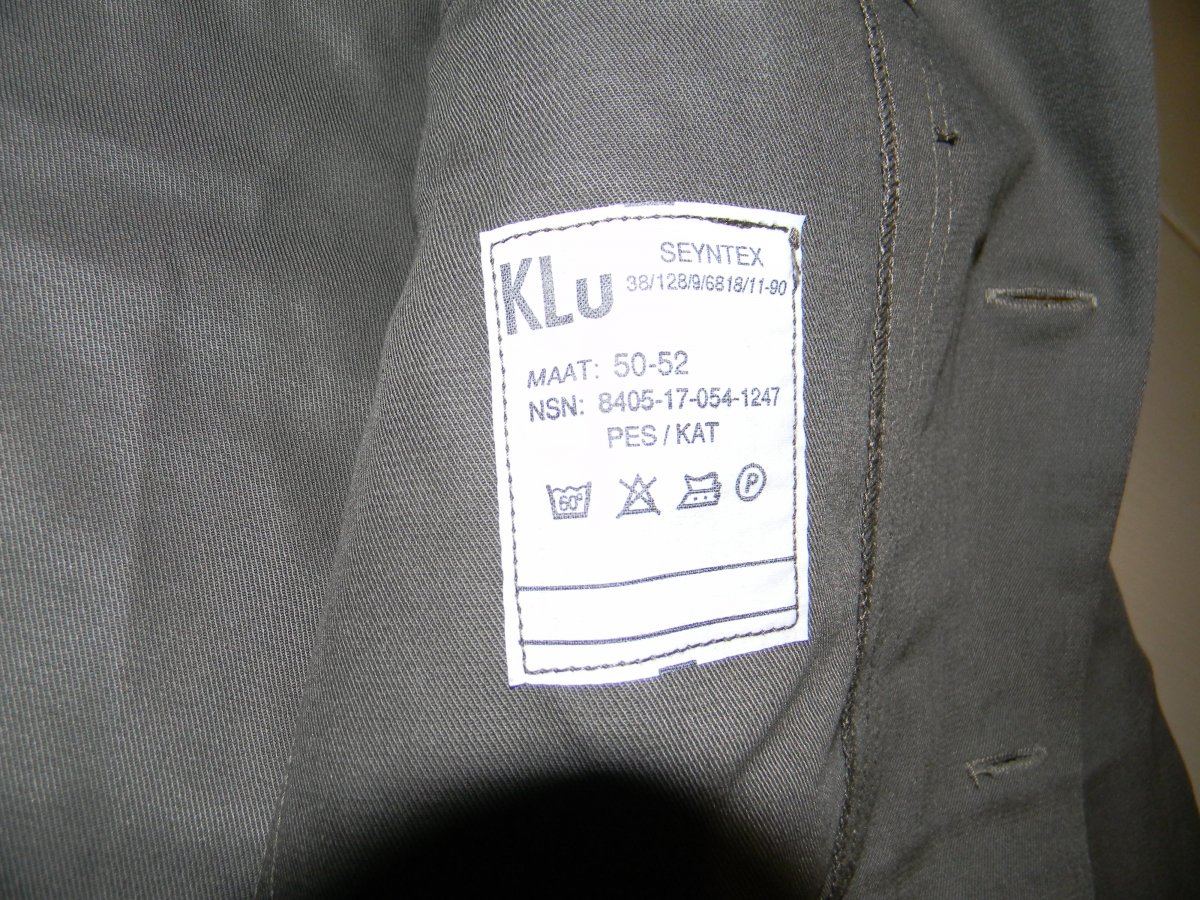 KLu
SEYNTEX
38/128/9/6818/11-90
MAAT: 50-52
NSN: 8405-17-054-1247
PES / KAT
60° P